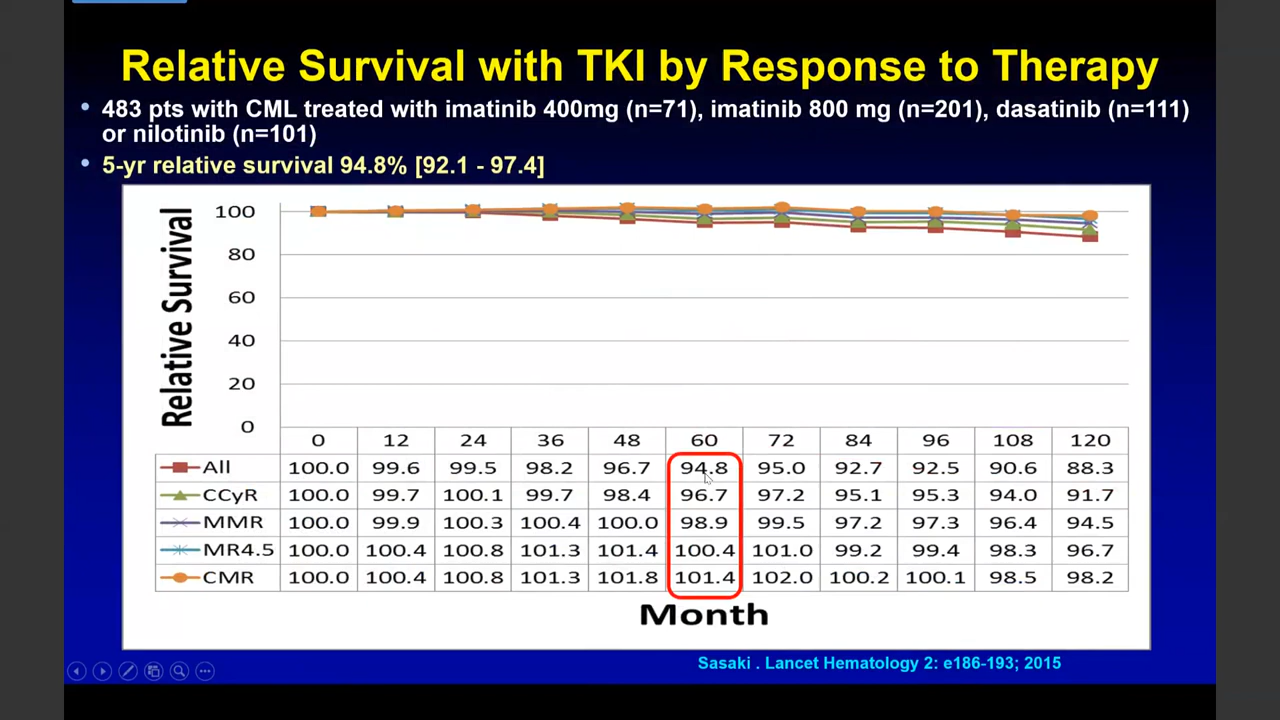 Relative Survival with TKI by Response to Therapy
• 483 pts with CML treated with imatinib 400mg (n=71), imatinib 800 mg (n=201), dasatinib (n=111)
or nilotinib (n=101)
• 5-yr relative survival 94.8% [92.1 - 97.4]
Relative Survival
100
80
60
40
20
0
0 12 24 36 48 60 72 84 96 108 120
All 100.0 99.6 99.5 98.2 96.7 94.8 95.0 92.7 92.5 90.6 88.3
CCyR 100.0 99.7 100.1 99.7 98.4 96.7 97.2 95.1 95.3 94.0 91.7
MMR 100.0 99.9 100.3 100.4 100.0 98.9 99.5 97.2 97.3 96.4 94.5
MR4.5 100.0 100.4 100.8 101.3 101.4 100.4 101.0 99.2 99.4 98.3 96.7
CMR 100.0 100.4 100.8 101.3 101.8 101.4 102.0 100.2 100.1 98.5 98.2
Month
Sasaki . Lancet Hematology 2: e186-193; 2015